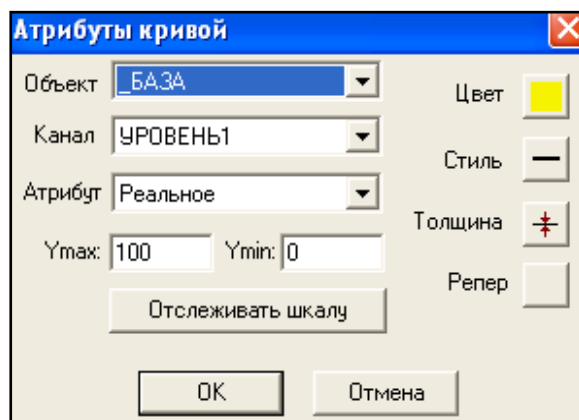 Атрибуты кривой
Объект _БАЗА Цвет
Канал УРОВЕНЬ1 Стиль
Атрибут Реальное Толщина
Ymax: 100 Ymin: 0 Репер
Отслеживать шкалу
OK Отмена